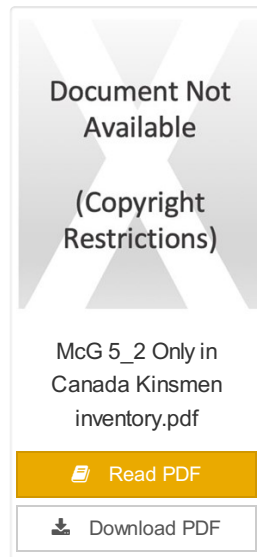 Document Not
Available
(Copyright
Restrictions)
McG 5_2 Only in
Canada Kinsmen
inventory.pdf
Read PDF
Download PDF